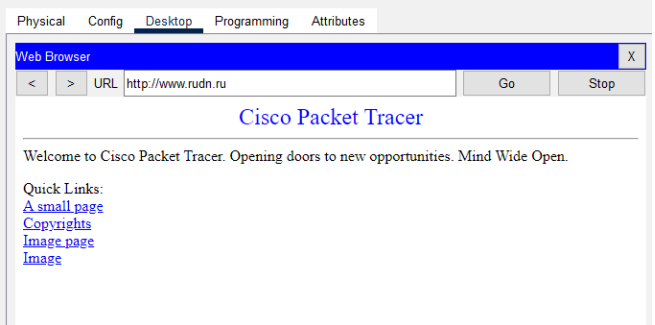 Physical Config Desktop Programming Attributes
Web Browser X
< > URL http://www.rudn.ru Go Stop
Cisco Packet Tracer
Welcome to Cisco Packet Tracer. Opening doors to new opportunities. Mind Wide Open.
Quick Links:
A small page
Copyrights
Image page
Image